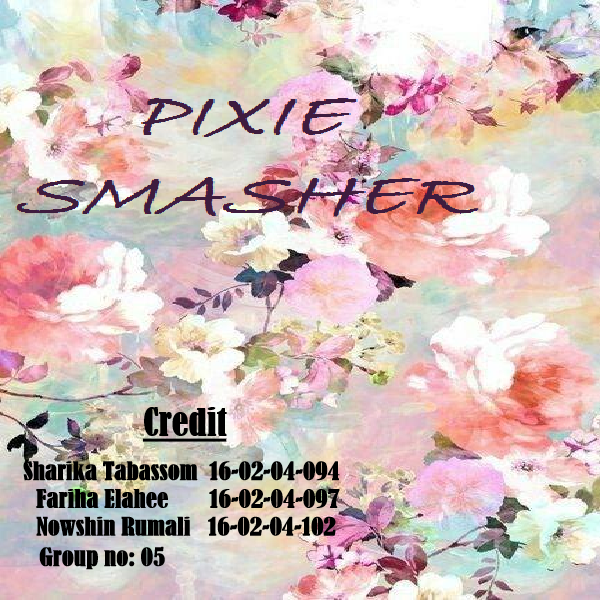 PIXIE
SMASHER
Credit
Sharika Tabassom 16-02-04-094
Fariha Elahee 16-02-04-097
Nowshin Rumali 16-02-04-102
Group no: 05